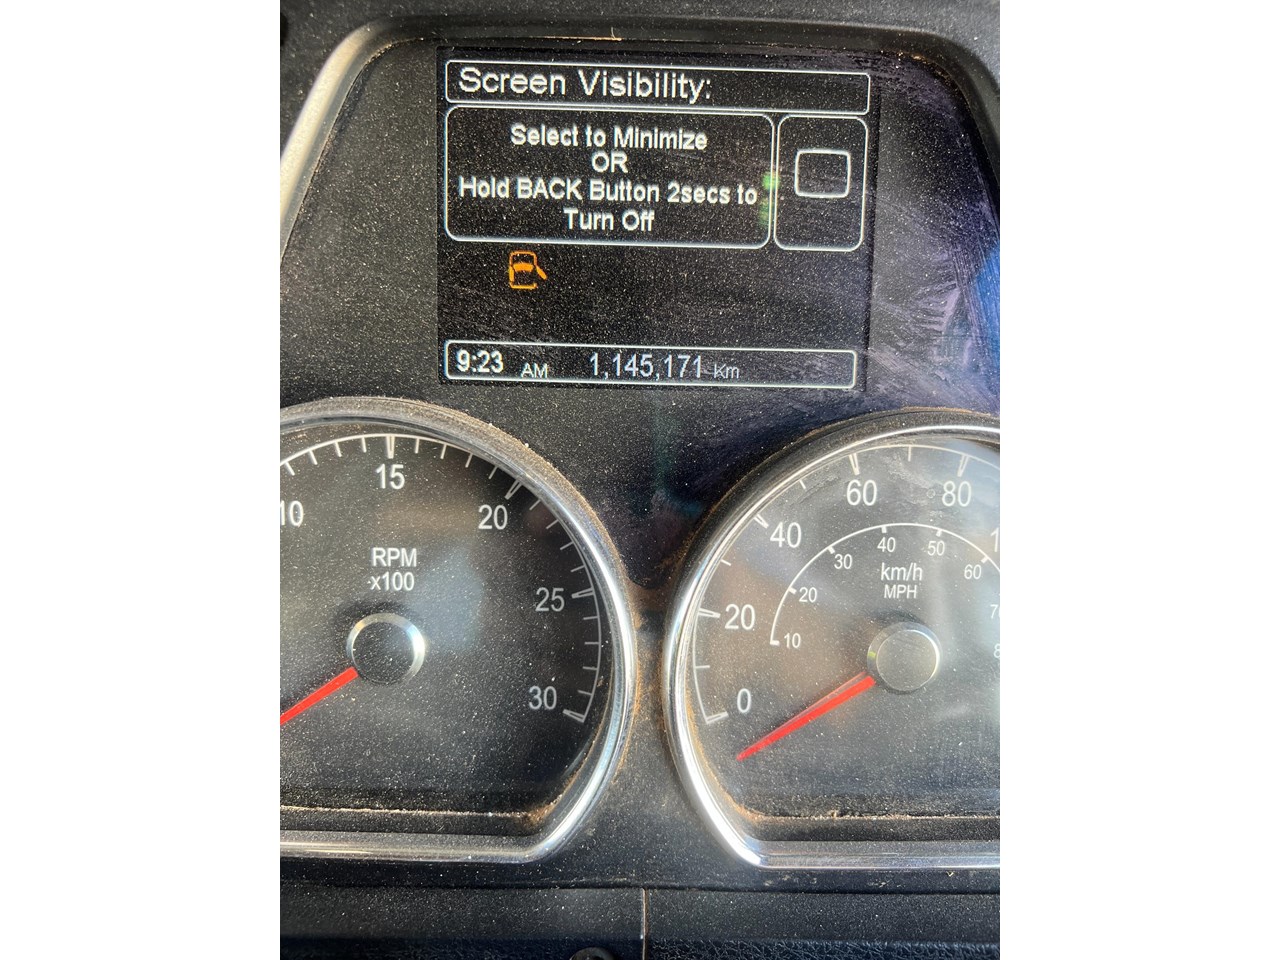 Screen Visibility:
Select to Minimize
OR
Hold BACK Button 2secs to
Turn Off
9:23 AM 1,145,171 Km
10 15 20 25 30
RPM
x100
0 20 40 60 80
10 20 30 40 50 60
km/h
MPH